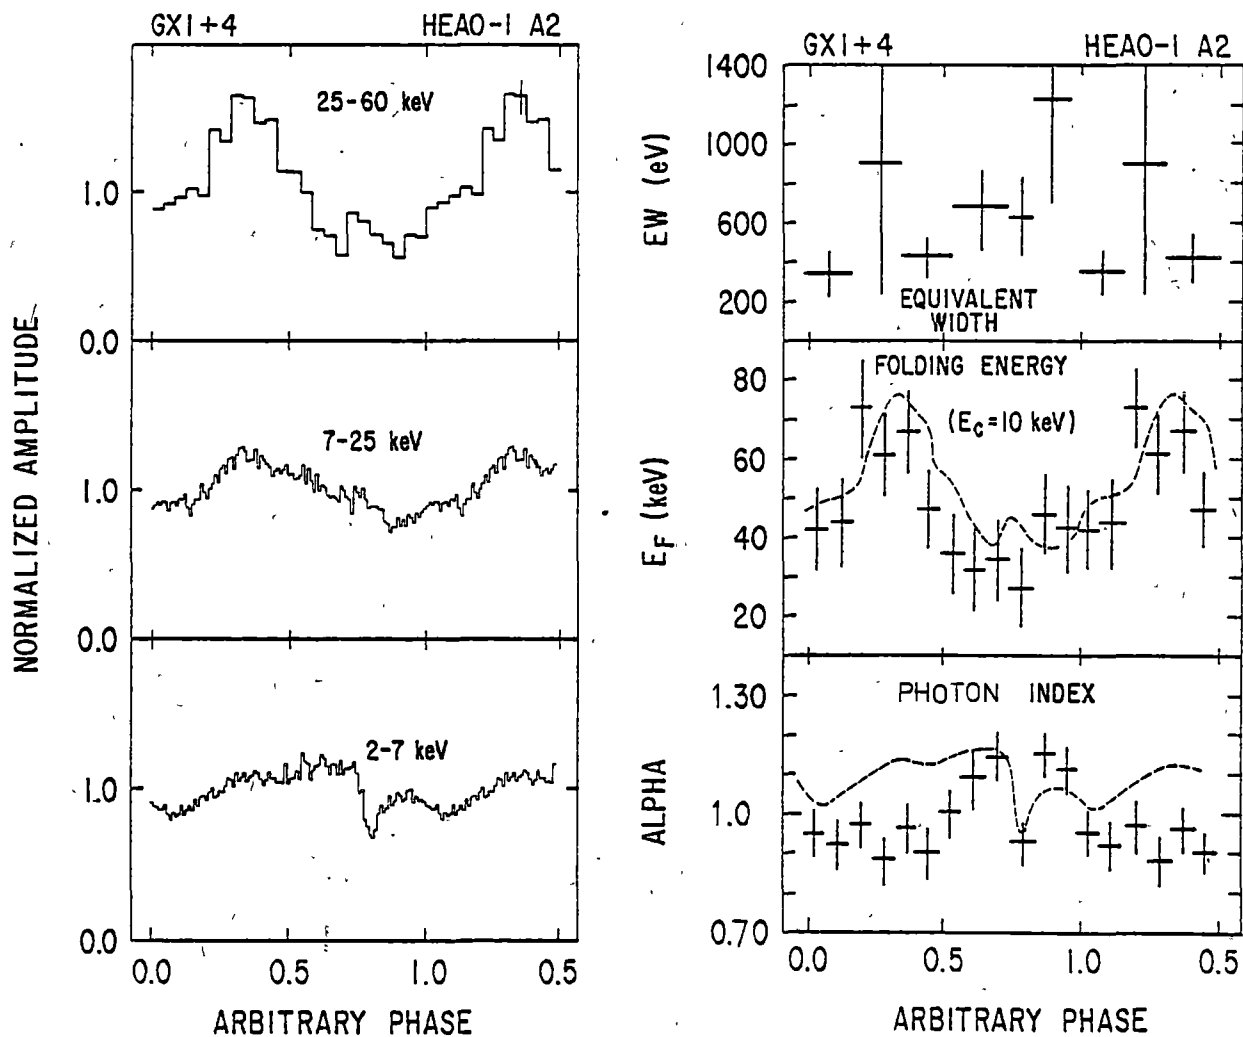 GX1+4 HEAO-1 A2
25-60 keV
1.0
0.0
7-25 keV
1.0
0.0
2-7 keV
1.0
0.0
0.0 0.5 1.0 0.5
ARBITRARY PHASE
NORMALIZED AMPLITUDE
GX1+4 HEAO-1 A2
1400
1000
600
200
EW (eV)
EQUIVALENT
WIDTH
FOLDING ENERGY
(EC=10 keV)
80
60
40
20
EF (keV)
PHOTON INDEX
1.30
1.0
0.70
ALPHA
0.0 0.5 1.0 0.5
ARBITRARY PHASE